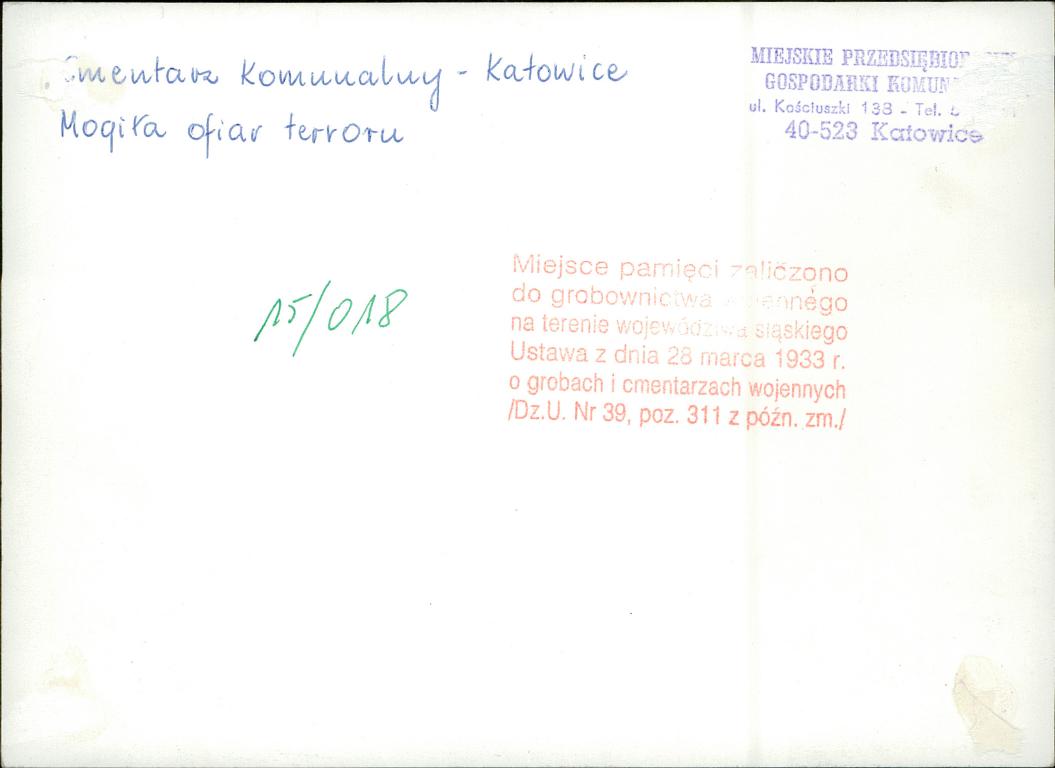 Cmentarz Komunalny - Katowice
Mogiła ofiar terroru
MIEJSKIE
GOSPODARKI
ul. Kościuszki 138 - Tel.
40-523 Katowice
15/018
Miejsce pamięci zaliczono
do grobownictwa wojennego
na terenie województwa śląskiego
Ustawa z dnia 28 marca 1933 r.
o grobach i cmentarzach wojennych
/Dz.U. Nr 39, poz. 311 z późn. zm./